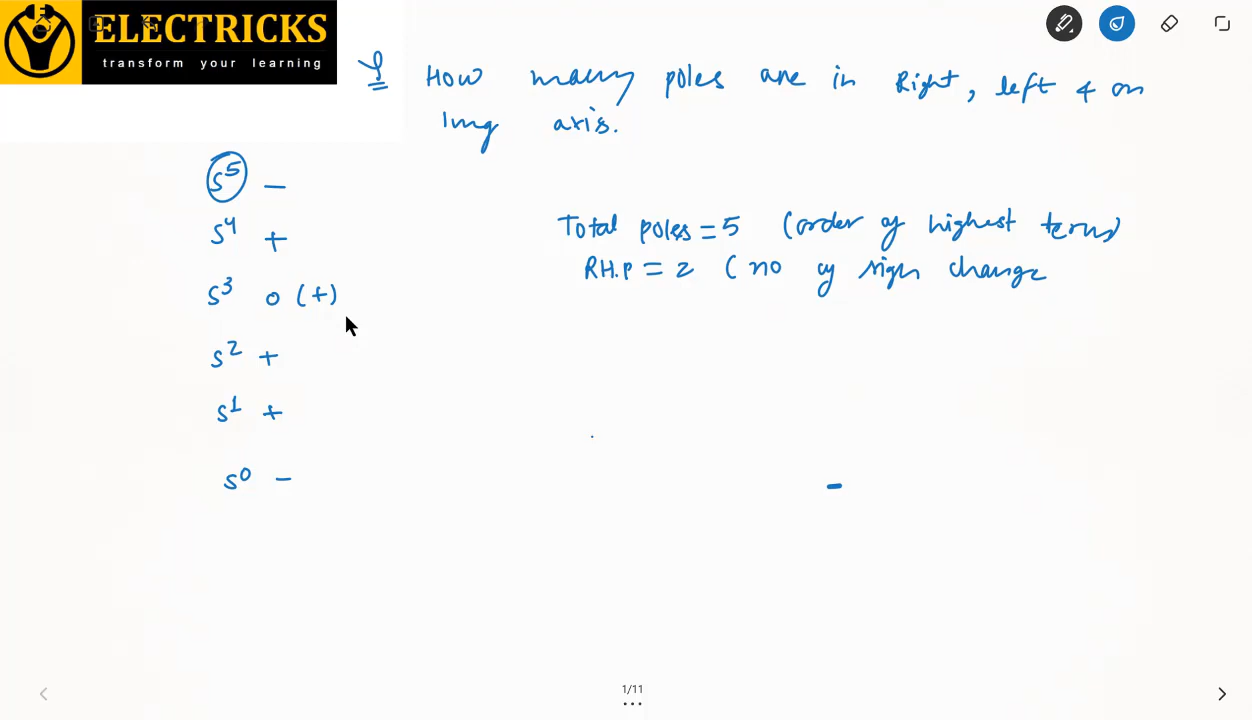 ELECTRICKS
transform your learning
Q How many poles are in Right, left & on
Img axis.
s⁵ -
s⁴ +
s³ 0 (+)
s² +
s¹ +
s⁰ -
Total poles = 5 (order of highest term)
RH.P = 2 (no of sign change
1/11